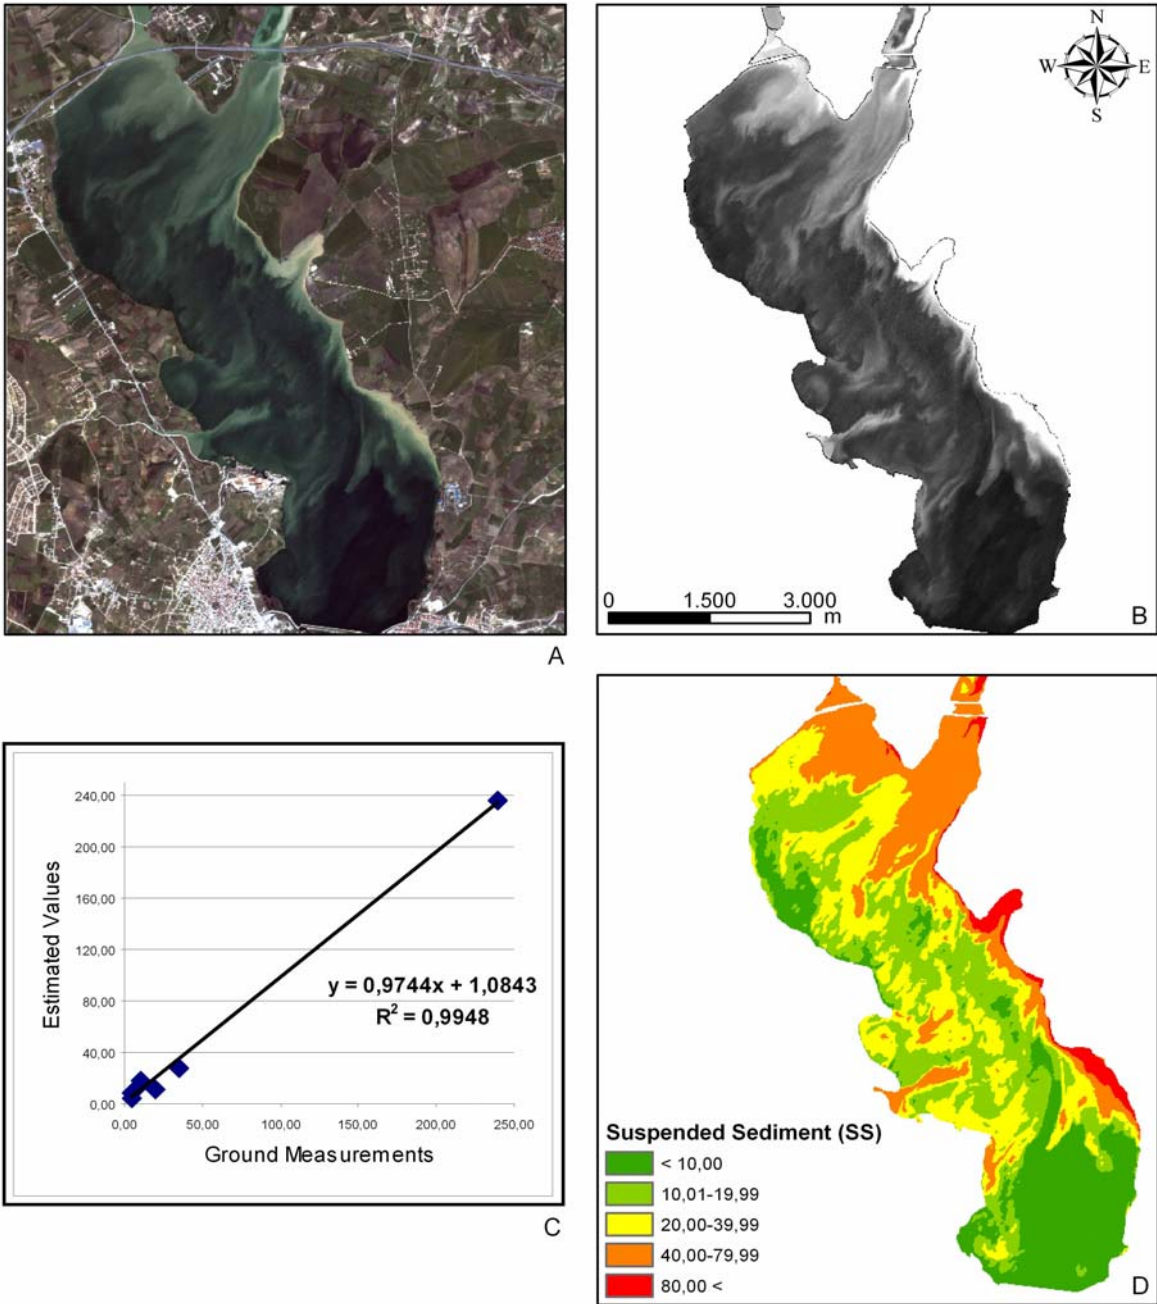 N
W E
S
0 1.500 3.000
m
A
B
240,00
200,00
160,00
120,00
80,00
40,00
0,00
0,00 50,00 100,00 150,00 200,00 250,00
Estimated Values
Ground Measurements
y = 0,9744x + 1,0843
R² = 0,9948
C
Suspended Sediment (SS)
< 10,00
10,01-19,99
20,00-39,99
40,00-79,99
80,00 <
D